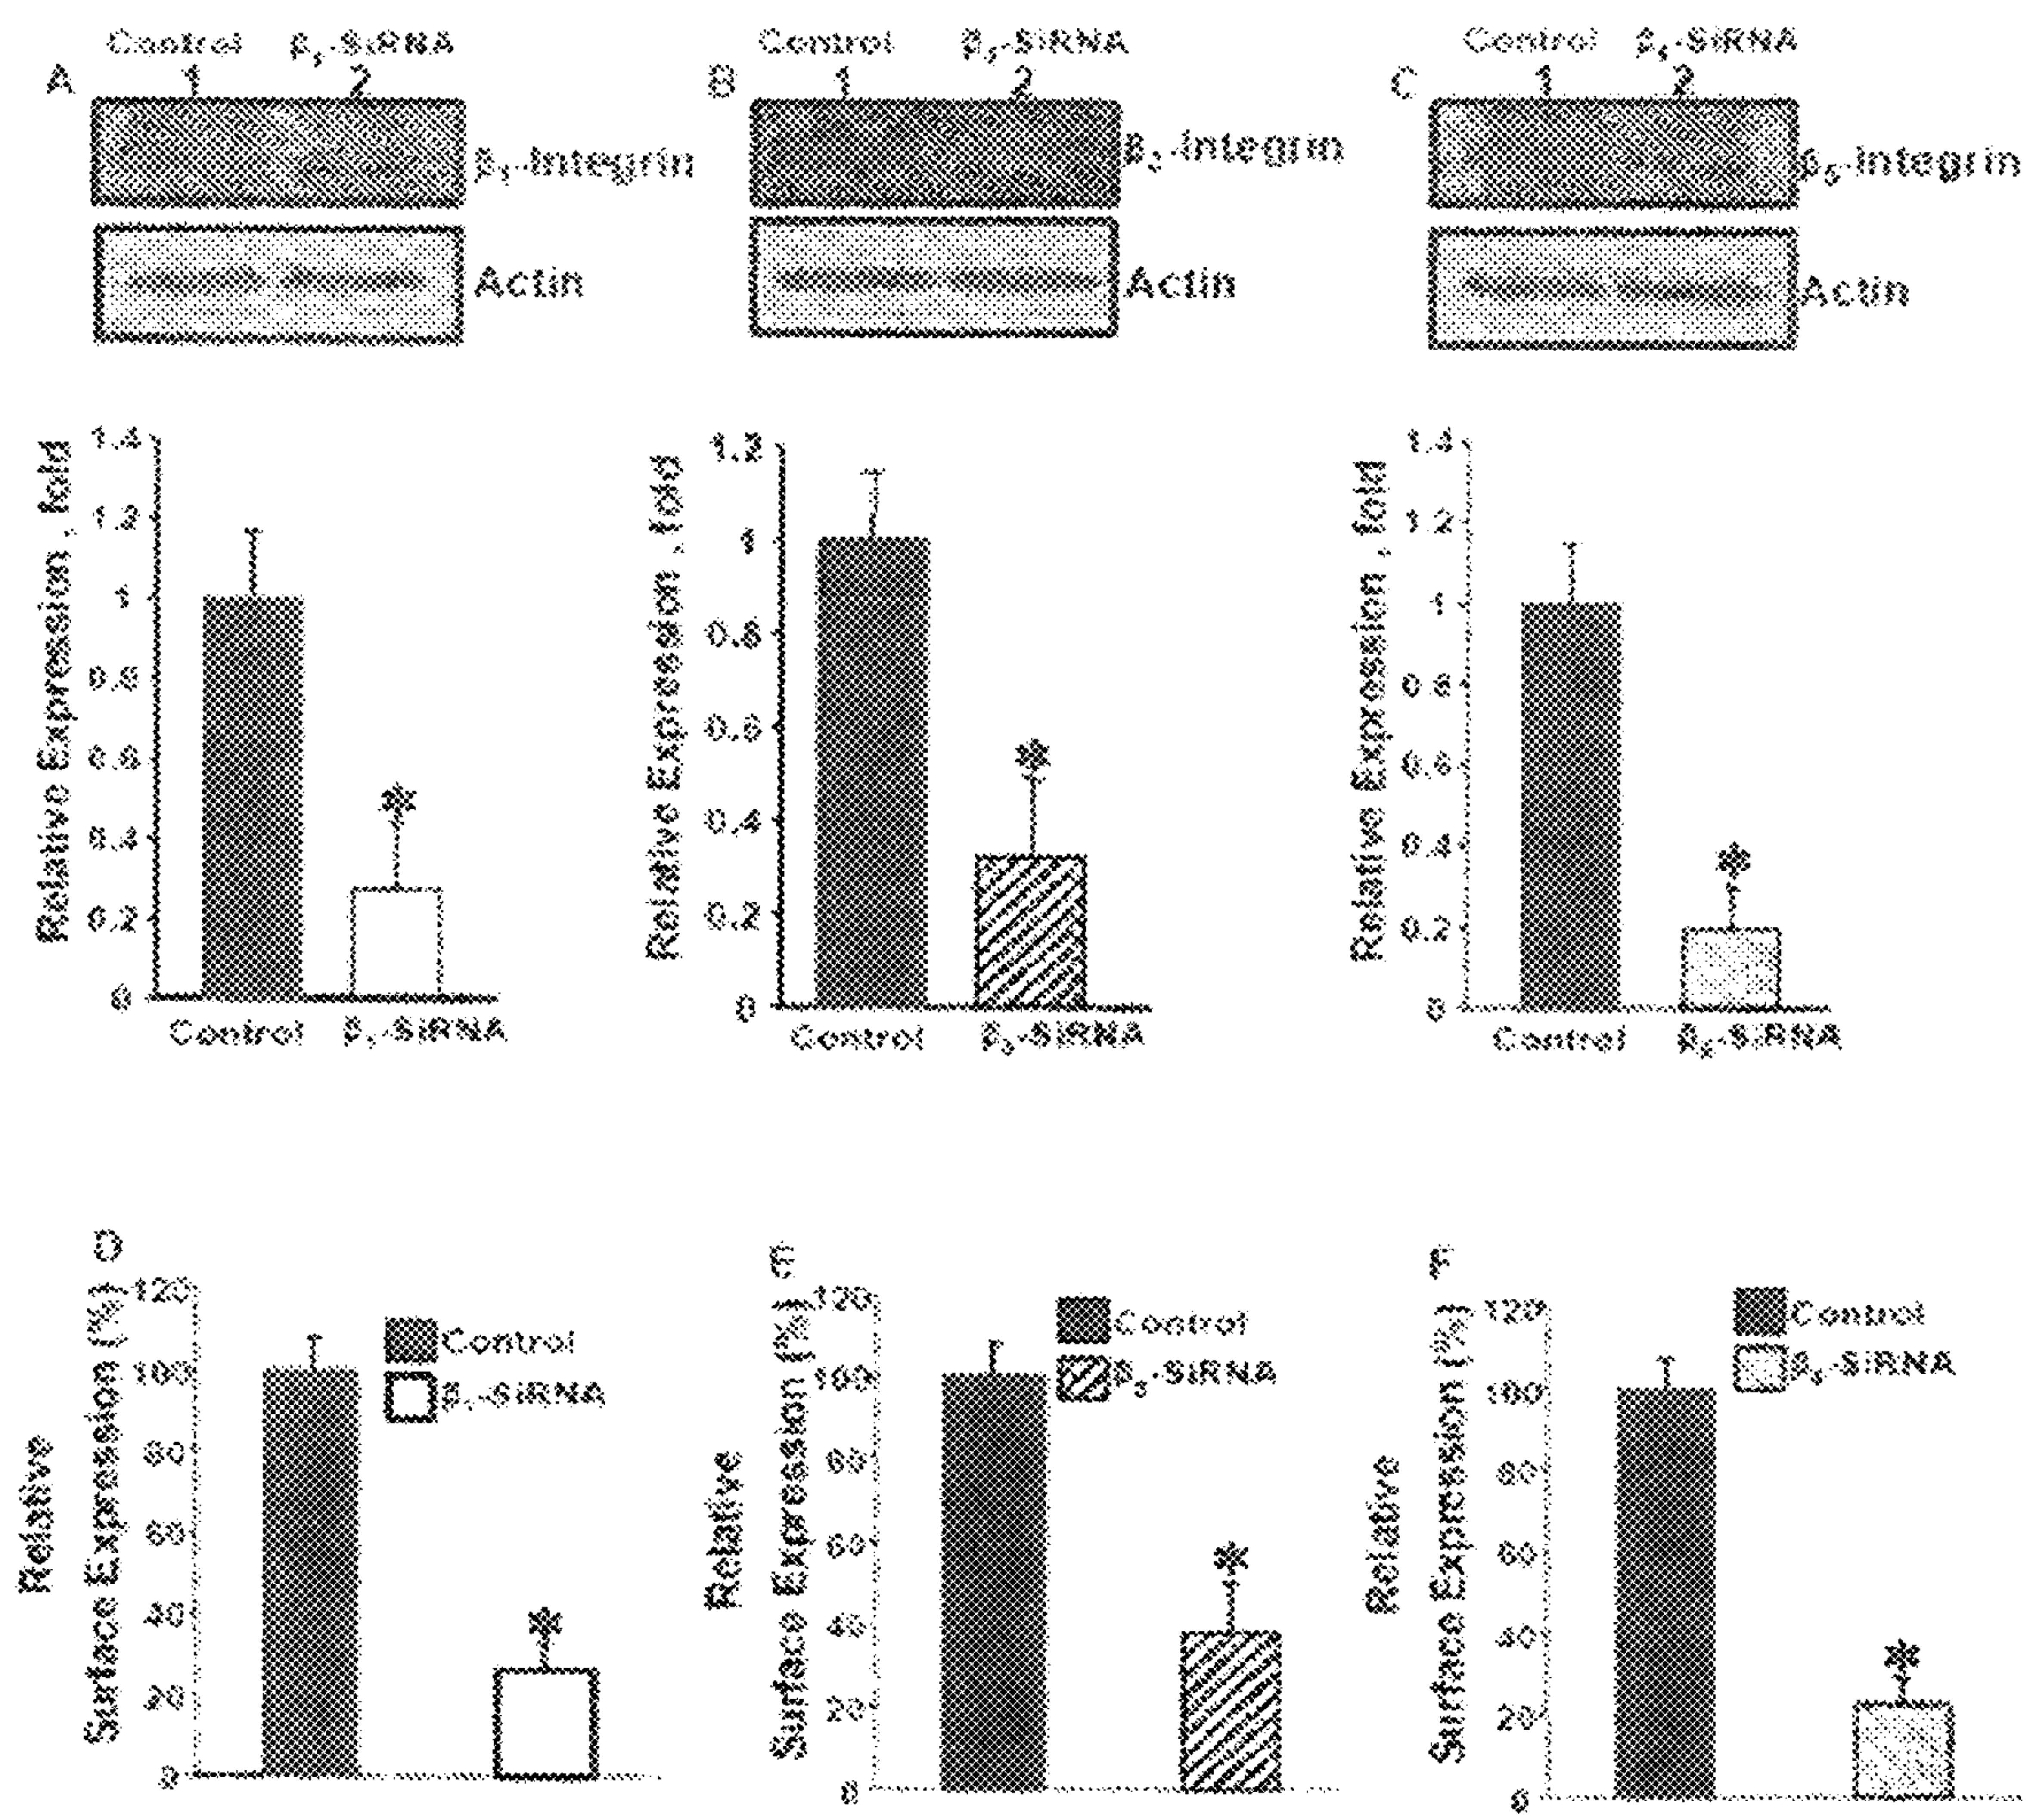 Control β₁-SiRNA
A 1 2
β₁-Integrin
Actin
Control β₃-SiRNA
B 1 2
β₃-Integrin
Actin
Control β₅-SiRNA
C 1 2
β₅-Integrin
Actin
Relative Expression , fold
1.4
1.2
1
0.8
0.6
0.4
0.2
0
*
Control β₁-SiRNA
Relative Expression , fold
1.2
1
0.8
0.6
0.4
0.2
0
*
Control β₃-SiRNA
Relative Expression , fold
1.4
1.2
1
0.8
0.6
0.4
0.2
0
*
Control β₅-SiRNA
D
Relative
Surface Expression (%)
120
100
80
60
40
20
0
Control
β₁-SiRNA
*
E
Relative
Surface Expression (%)
120
100
80
60
40
20
0
Control
β₃-SiRNA
*
F
Relative
Surface Expression (%)
120
100
80
60
40
20
0
Control
β₅-SiRNA
*